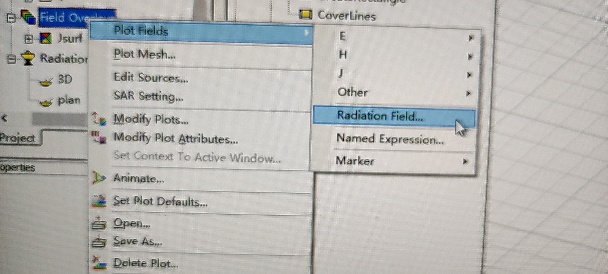 CoverLines
Field Overlays
Plot Fields
E
Jsurf
Plot Mesh...
H
Radiation
J
3D
Edit Sources...
Other
SAR Setting...
plan
Radiation Field...
Modify Plots...
Project
Modify Plot Attributes...
Named Expression...
Set Context To Active Window...
Marker
operties
Animate...
Set Plot Defaults...
Open...
Save As...
Delete Plot...